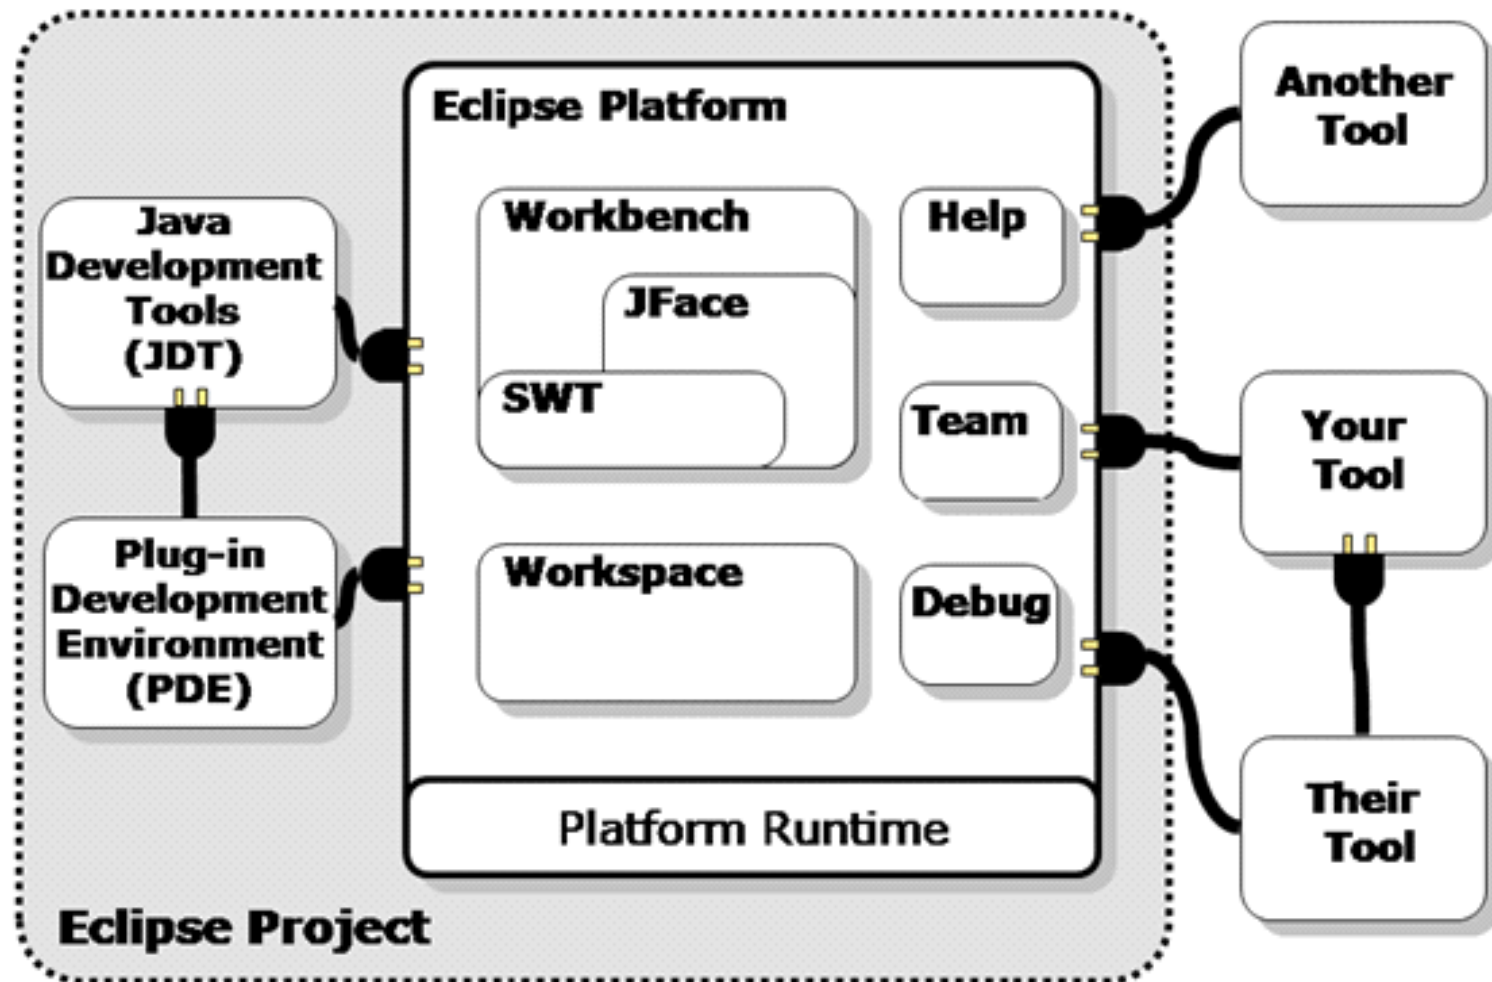 Eclipse Platform
Workbench
JFace
SWT
Workspace
Help
Team
Debug
Platform Runtime
Java
Development
Tools
(JDT)
Plug-in
Development
Environment
(PDE)
Eclipse Project
Another
Tool
Your
Tool
Their
Tool